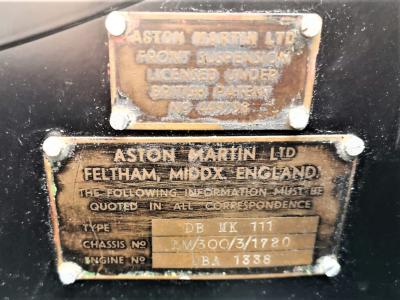 ASTON MARTIN LTD
FRONT SUSPENSION
LICENSED UNDER
BRITISH PATENT
NO
ASTON MARTIN LTD
FELTHAM, MIDDX, ENGLAND.
THE FOLLOWING INFORMATION MUST BE
QUOTED IN ALL CORRESPONDENCE
TYPE DB MK 111
CHASSIS NO AM/300/3/1720
ENGINE NO DBA 1338